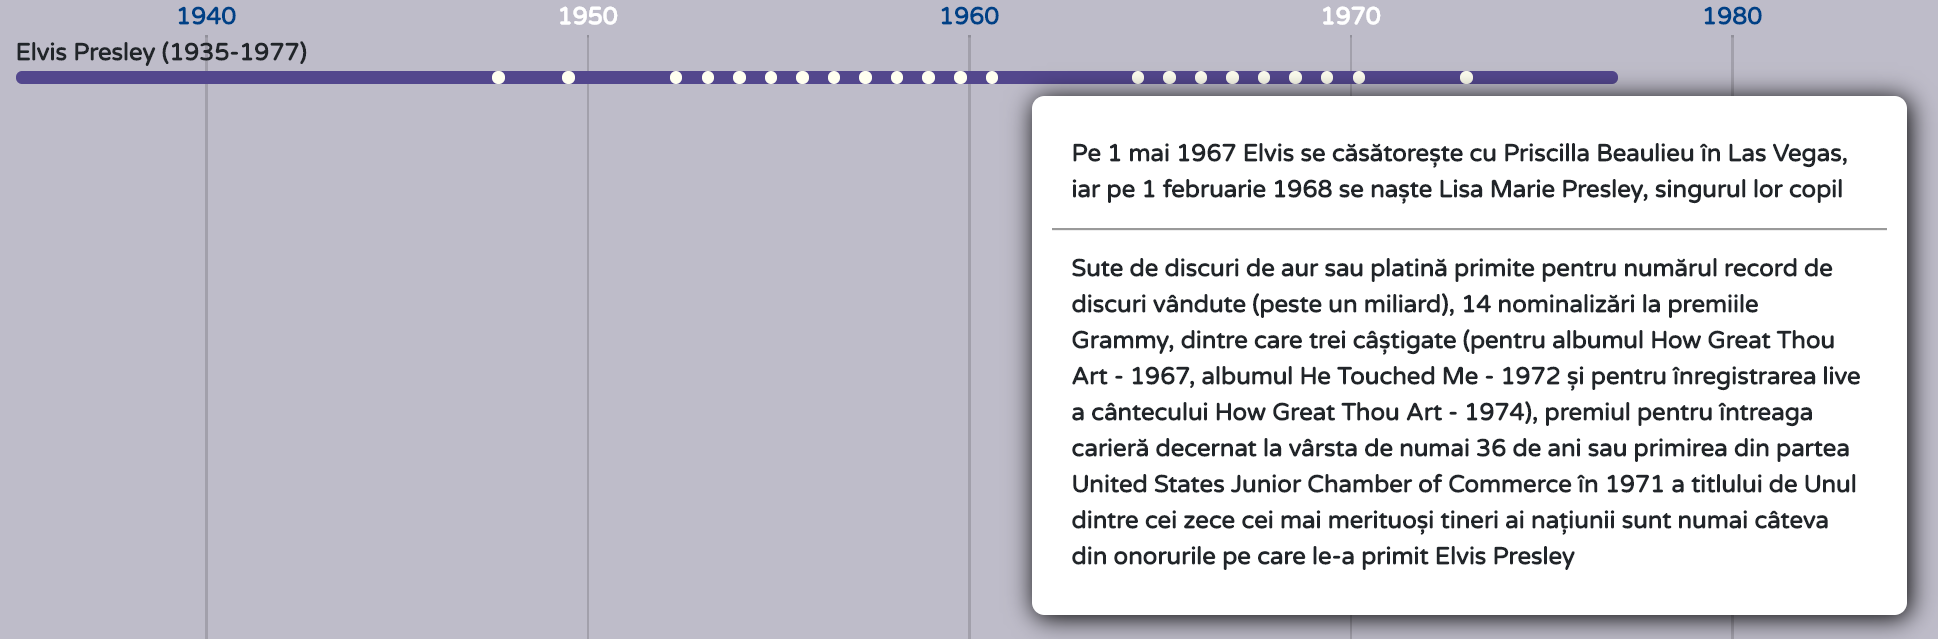 1940 1950 1960 1970 1980
Elvis Presley (1935-1977)
Pe 1 mai 1967 Elvis se căsătorește cu Priscilla Beaulieu în Las Vegas,
iar pe 1 februarie 1968 se naște Lisa Marie Presley, singurul lor copil
Sute de discuri de aur sau platină primite pentru numărul record de
discuri vândute (peste un miliard), 14 nominalizări la premiile
Grammy, dintre care trei câștigate (pentru albumul How Great Thou
Art - 1967, albumul He Touched Me - 1972 și pentru înregistrarea live
a cântecului How Great Thou Art - 1974), premiul pentru întreaga
carieră decernat la vârsta de numai 36 de ani sau primirea din partea
United States Junior Chamber of Commerce în 1971 a titlului de Unul
dintre cei zece cei mai merituoși tineri ai națiunii sunt numai câteva
din onorurile pe care le-a primit Elvis Presley